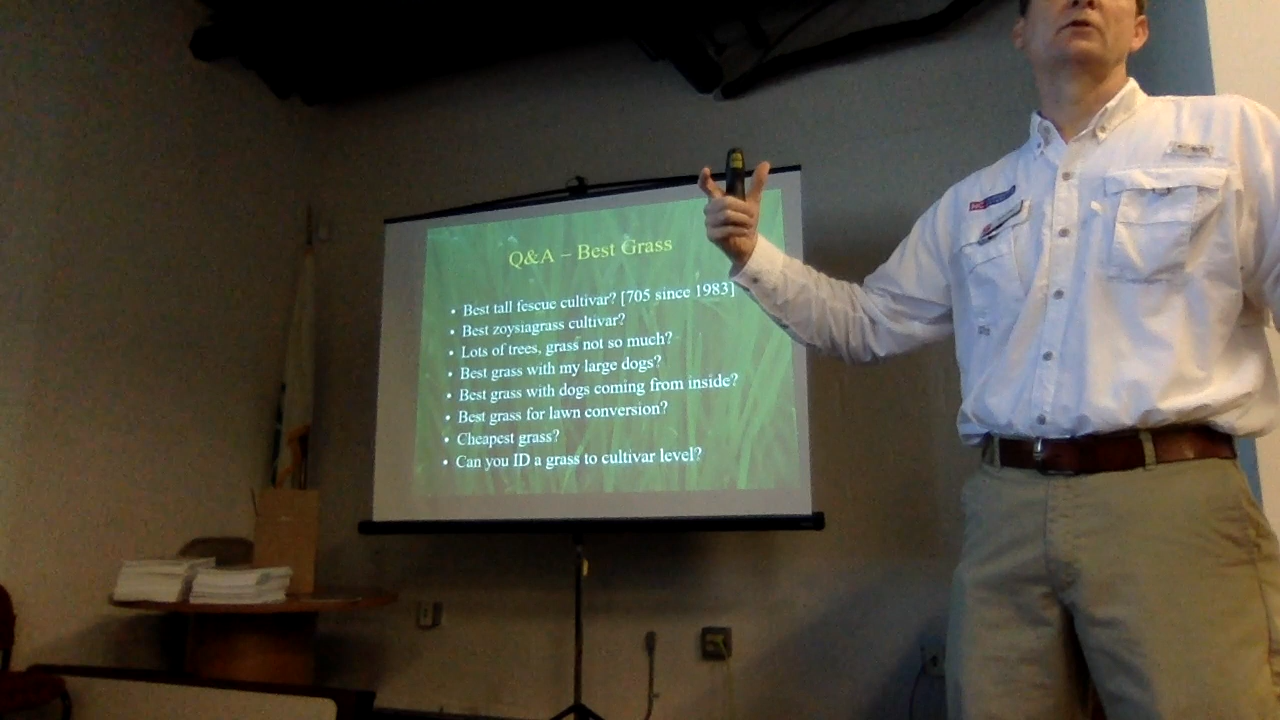 Q&A – Best Grass
• Best tall fescue cultivar? [705 since 1983]
• Best zoysiagrass cultivar?
• Lots of trees, grass not so much?
• Best grass with my large dogs?
• Best grass with dogs coming from inside?
• Best grass for lawn conversion?
• Cheapest grass?
• Can you ID a grass to cultivar level?
NC